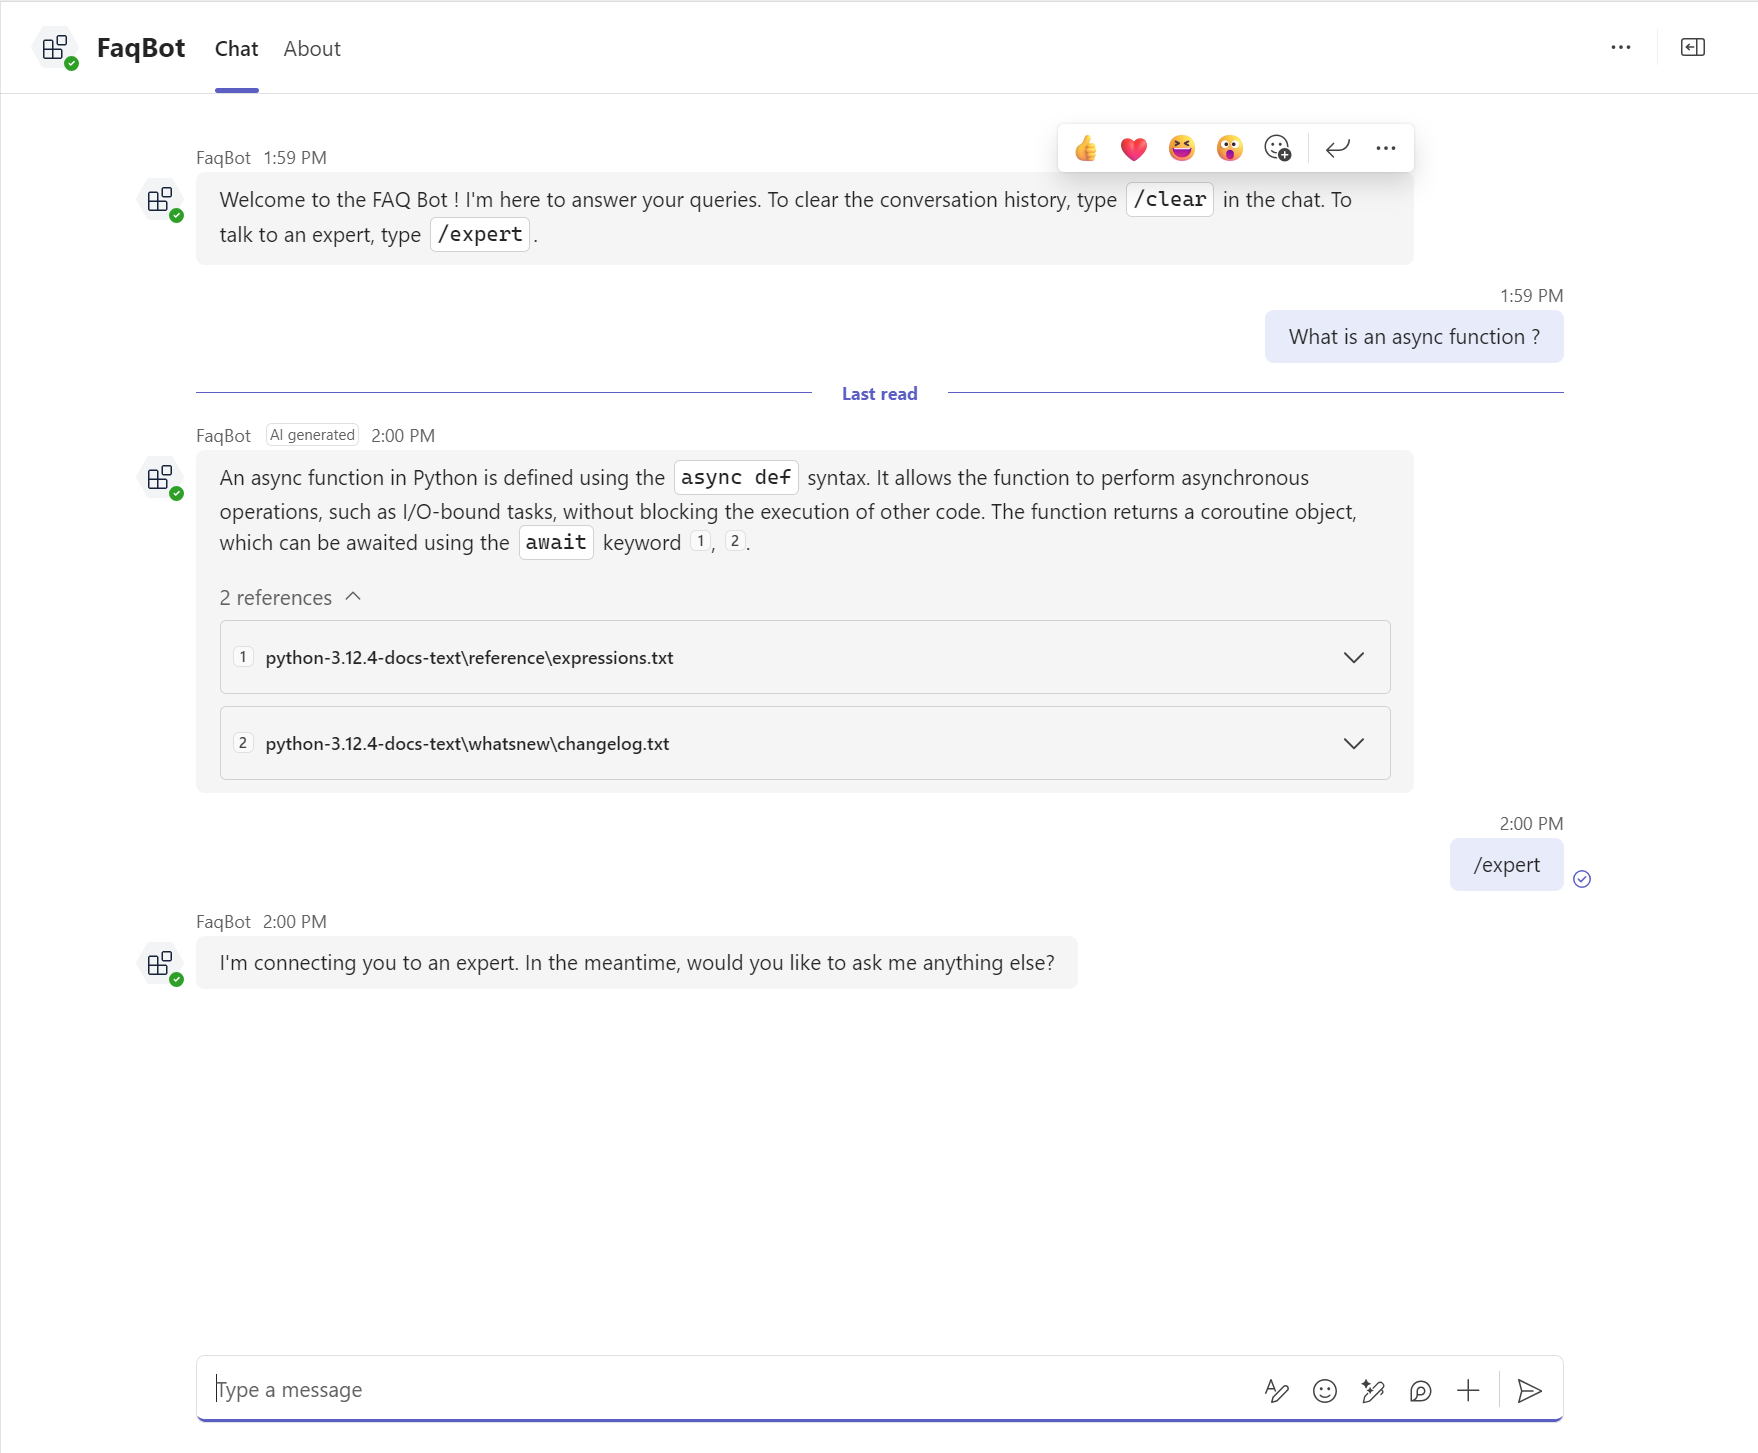 FaqBot Chat About
FaqBot 1:59 PM
Welcome to the FAQ Bot ! I'm here to answer your queries. To clear the conversation history, type /clear in the chat. To
talk to an expert, type /expert .
1:59 PM
What is an async function ?
Last read
FaqBot AI generated 2:00 PM
An async function in Python is defined using the async def syntax. It allows the function to perform asynchronous
operations, such as I/O-bound tasks, without blocking the execution of other code. The function returns a coroutine object,
which can be awaited using the await keyword 1, 2.
2 references
1 python-3.12.4-docs-text\reference\expressions.txt
2 python-3.12.4-docs-text\whatsnew\changelog.txt
2:00 PM
/expert
FaqBot 2:00 PM
I'm connecting you to an expert. In the meantime, would you like to ask me anything else?
Type a message